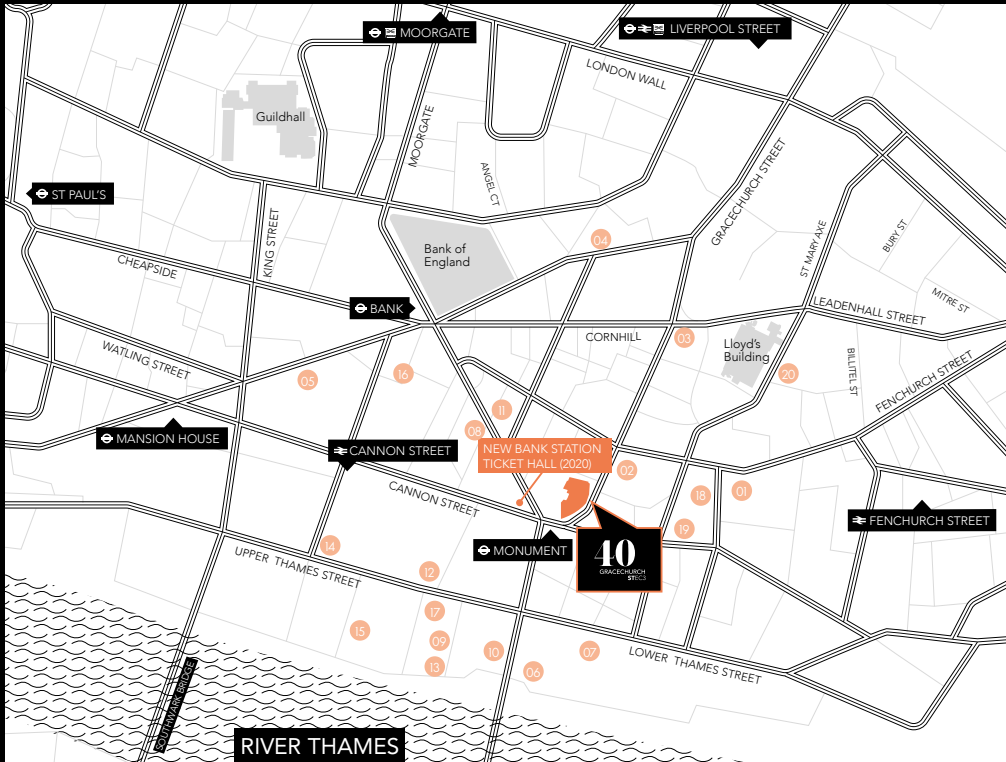 MOORGATE
LIVERPOOL STREET
LONDON WALL
Guildhall
MOORGATE
ANGEL CT
GRACECHURCH STREET
ST PAUL'S
KING STREET
ST MARY AXE
BURY ST
04
Bank of
England
CHEAPSIDE
MITRE ST
BANK
LEADENHALL STREET
CORNHILL
03
Lloyd's
Building
WATLING STREET
BILLITEL ST
FENCHURCH STREET
05
16
20
11
MANSION HOUSE
08
CANNON STREET
NEW BANK STATION
TICKET HALL (2020)
02
CANNON STREET
18
01
FENCHURCH STREET
19
14
MONUMENT
40
GRACECHURCH
STEC3
UPPER THAMES STREET
12
17
15
09
10
07
LOWER THAMES STREET
13
06
SOUTHWARK BRIDGE
RIVER THAMES